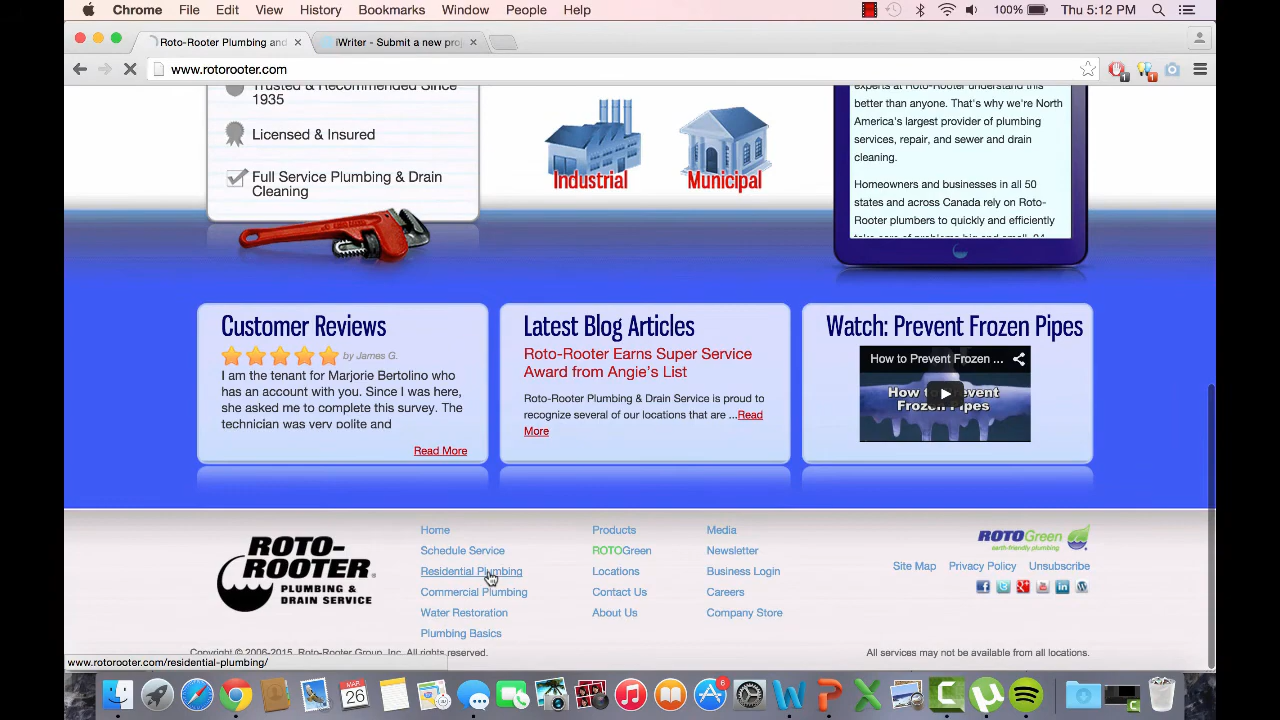 Chrome File Edit View History Bookmarks Window People Help 100% Thu 5:12 PM
Roto-Rooter Plumbing and iWriter - Submit a new proj
www.rotorooter.com
Trusted & Recommended Since
1935
Licensed & Insured
Full Service Plumbing & Drain
Cleaning
Industrial
Municipal
experts at Roto-Rooter understand this
better than anyone. That's why we're North
America's largest provider of plumbing
services, repair, and sewer and drain
cleaning.
Homeowners and businesses in all 50
states and across Canada rely on Roto-
Rooter plumbers to quickly and efficiently
take care of problems big and small. 24
Customer Reviews
by James G.
I am the tenant for Marjorie Bertolino who
has an account with you. Since I was here,
she asked me to complete this survey. The
technician was very polite and
Read More
Latest Blog Articles
Roto-Rooter Earns Super Service
Award from Angie's List
Roto-Rooter Plumbing & Drain Service is proud to
recognize several of our locations that are ...Read
More
Watch: Prevent Frozen Pipes
How to Prevent Frozen ...
How to Prevent
Frozen Pipes
ROTO-
ROOTER
PLUMBING &
DRAIN SERVICE
Home
Schedule Service
Residential Plumbing
Commercial Plumbing
Water Restoration
Plumbing Basics
Products
ROTOGreen
Locations
Contact Us
About Us
Media
Newsletter
Business Login
Careers
Company Store
ROTOGreen
earth-friendly plumbing
Site Map Privacy Policy Unsubscribe
Copyright © 2006-2015, Roto-Rooter Group, Inc. All rights reserved.
All services may not be available from all locations.
www.rotorooter.com/residential-plumbing/
MAR
26
6